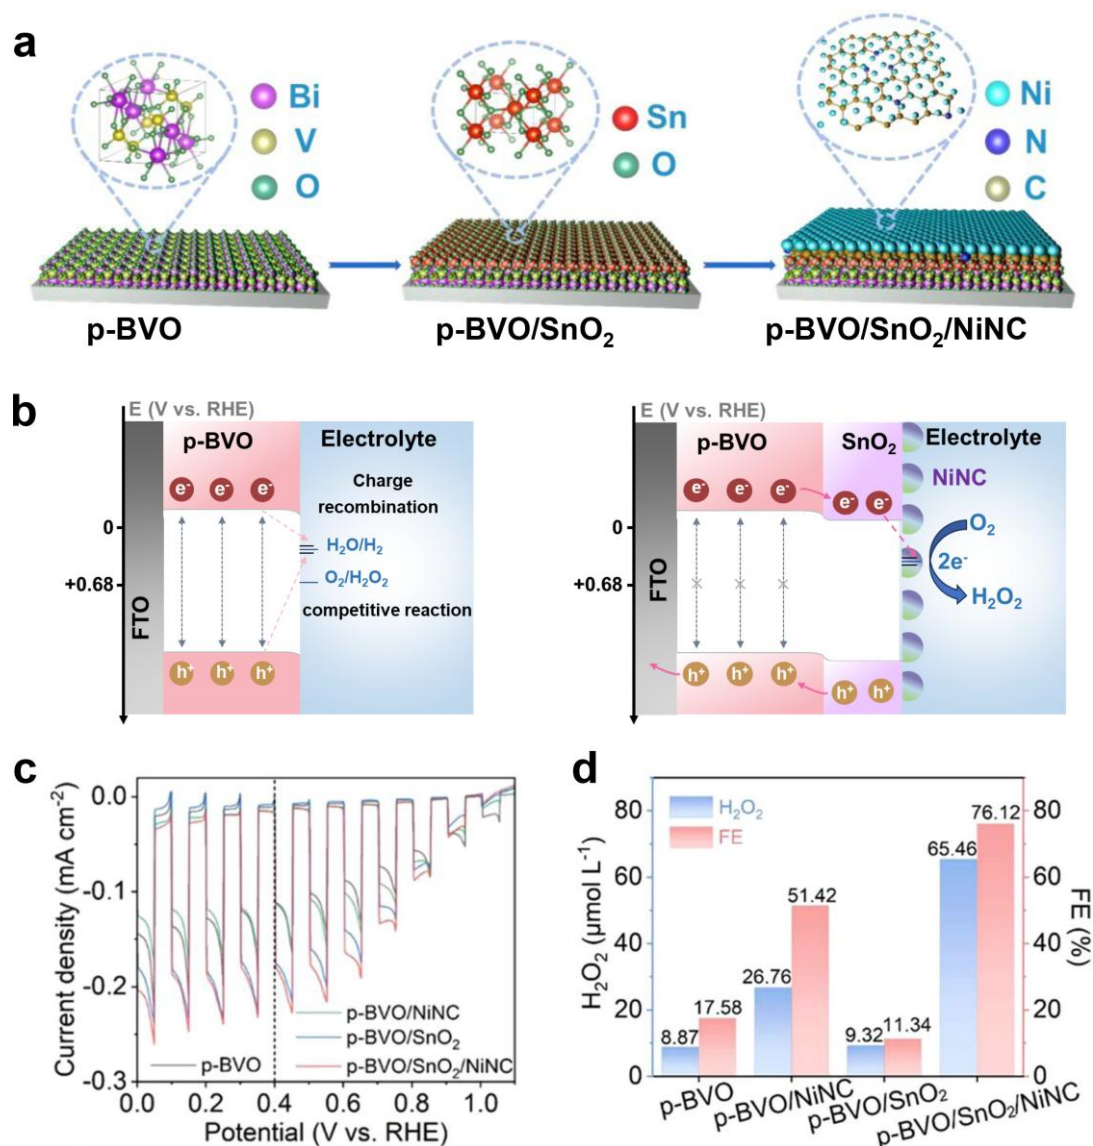 a
Bi
V
O
Sn
O
Ni
N
C
p-BVO
p-BVO/SnO₂
p-BVO/SnO₂/NiNC
b
E (V vs. RHE)
p-BVO
Electrolyte
e⁻ e⁻ e⁻
Charge
recombination
0
H₂O/H₂
+0.68
O₂/H₂O₂
competitive reaction
FTO
h⁺ h⁺ h⁺
E (V vs. RHE)
p-BVO
SnO₂
Electrolyte
NiNC
e⁻ e⁻ e⁻ e⁻ e⁻
0
O₂
2e⁻
+0.68
H₂O₂
FTO
h⁺ h⁺ h⁺ h⁺ h⁺
c
Current density (mA cm⁻²)
0.0
-0.1
-0.2
-0.3
p-BVO/NiNC
p-BVO/SnO₂
p-BVO
p-BVO/SnO₂/NiNC
0.0 0.2 0.4 0.6 0.8 1.0
Potential (V vs. RHE)
d
H₂O₂ (μmol L⁻¹)
80
60
40
20
0
H₂O₂
FE
8.87
17.58
26.76
51.42
9.32
11.34
65.46
76.12
80
60
40
20
0
FE (%)
p-BVO
p-BVO/NiNC
p-BVO/SnO₂
p-BVO/SnO₂/NiNC